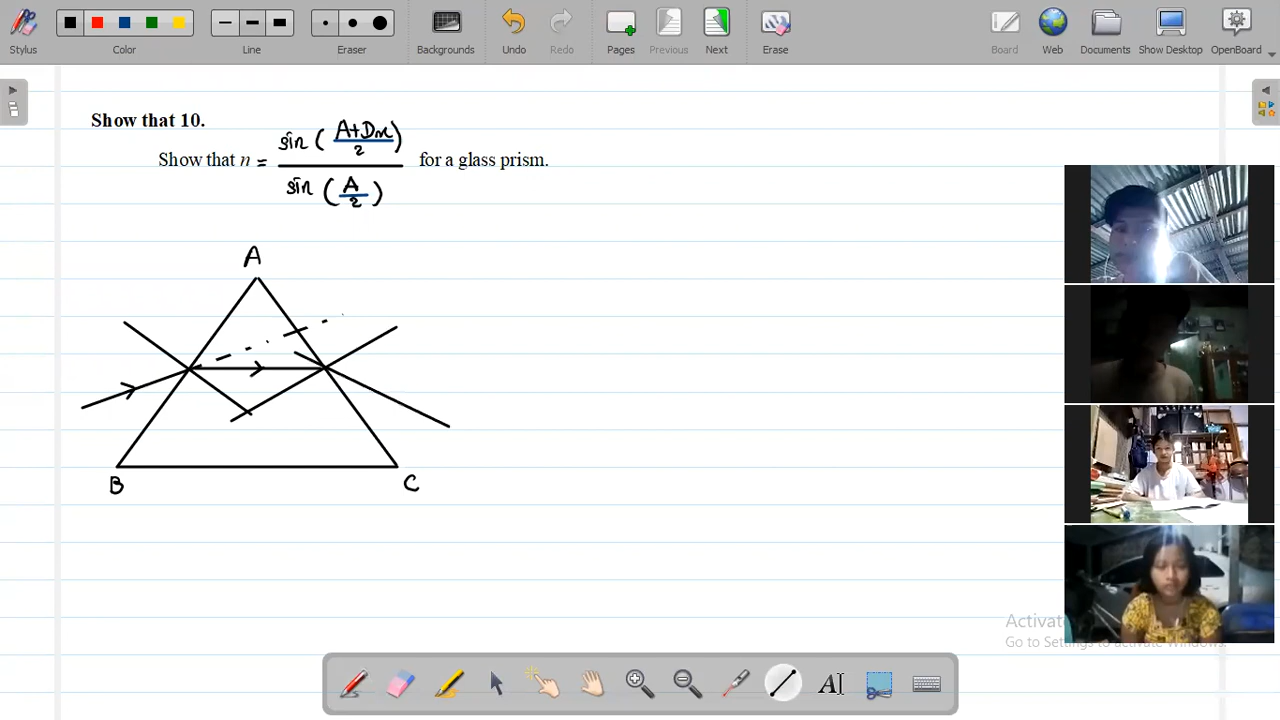 Stylus Color Line Eraser Backgrounds Undo Redo Pages Previous Next Erase Board Web Documents Show Desktop OpenBoard
Show that 10.
Show that n = sin ( A+Dm / 2 ) / sin ( A / 2 ) for a glass prism.
A
B C
Activat
Go to Settings to activate Windows.